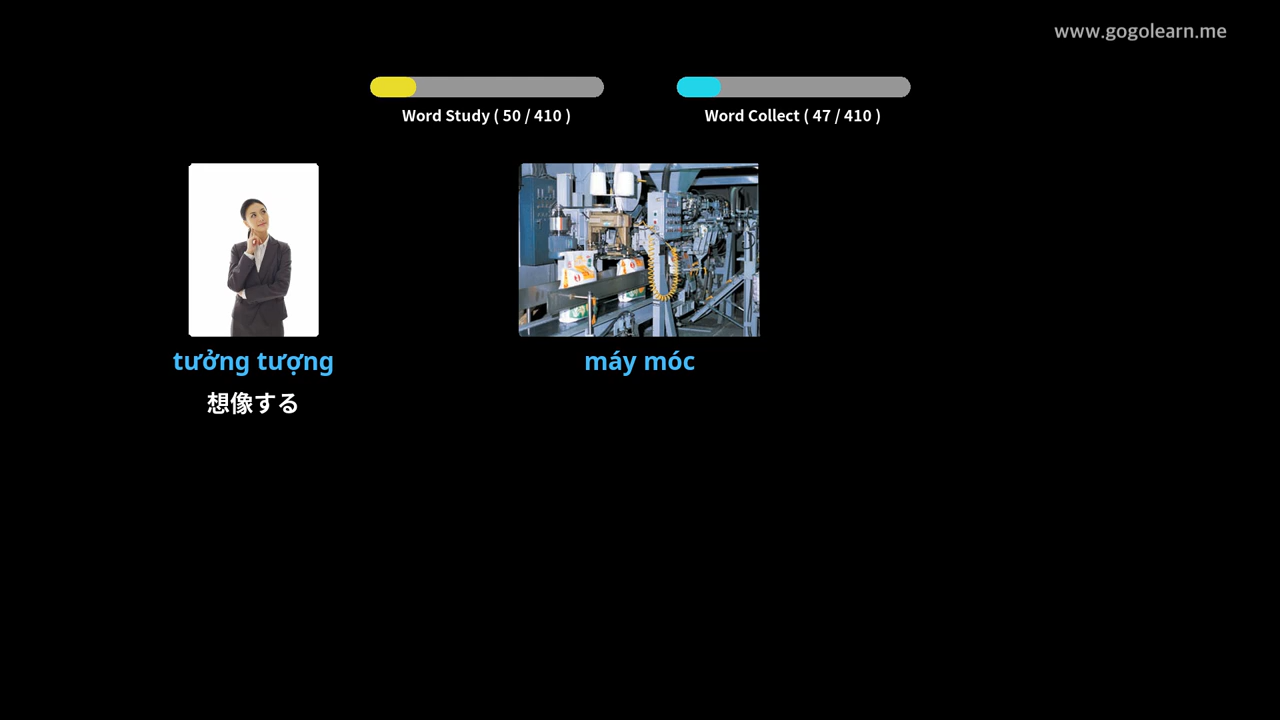 www.gogolearn.me
Word Study ( 50 / 410 )
Word Collect ( 47 / 410 )
tưởng tượng
máy móc
想像する